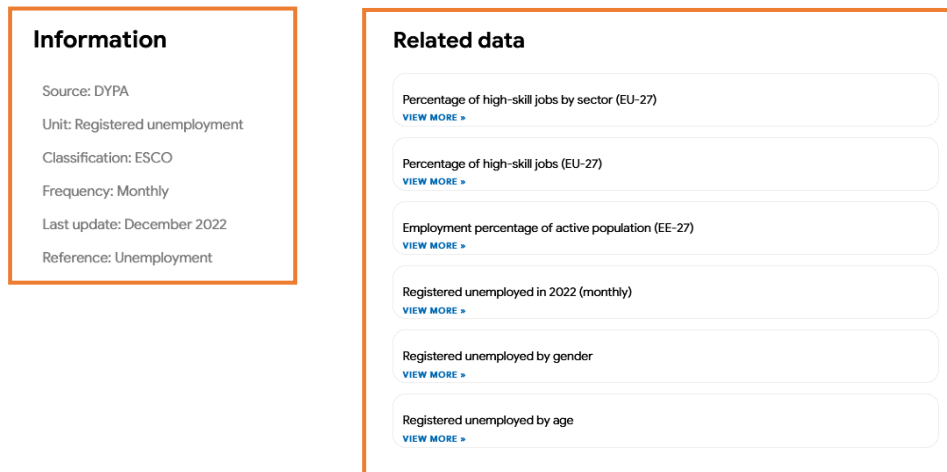 Information
Source: DYPA
Unit: Registered unemployment
Classification: ESCO
Frequency: Monthly
Last update: December 2022
Reference: Unemployment
Related data
Percentage of high-skill jobs by sector (EU-27)
VIEW MORE »
Percentage of high-skill jobs (EU-27)
VIEW MORE »
Employment percentage of active population (EE-27)
VIEW MORE »
Registered unemployed in 2022 (monthly)
VIEW MORE »
Registered unemployed by gender
VIEW MORE »
Registered unemployed by age
VIEW MORE »